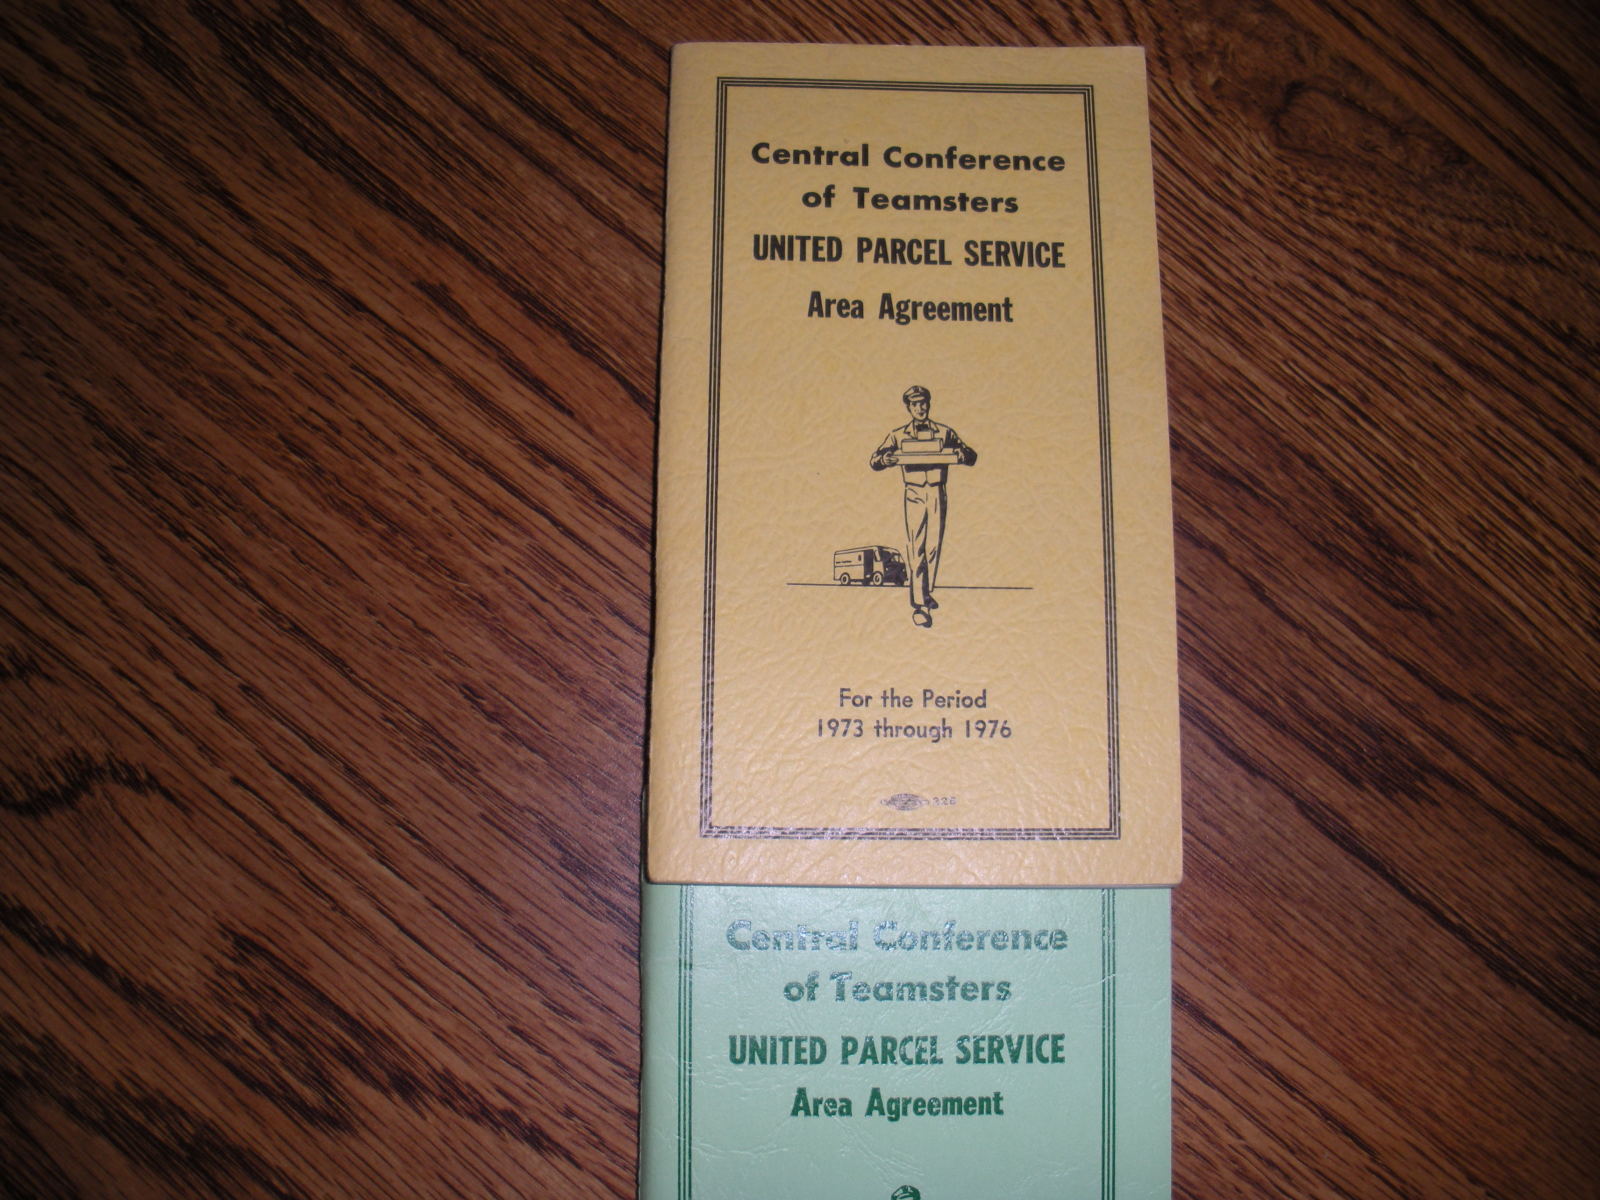 Central Conference
of Teamsters
UNITED PARCEL SERVICE
Area Agreement
For the Period
1973 through 1976
Central Conference
of Teamsters
UNITED PARCEL SERVICE
Area Agreement